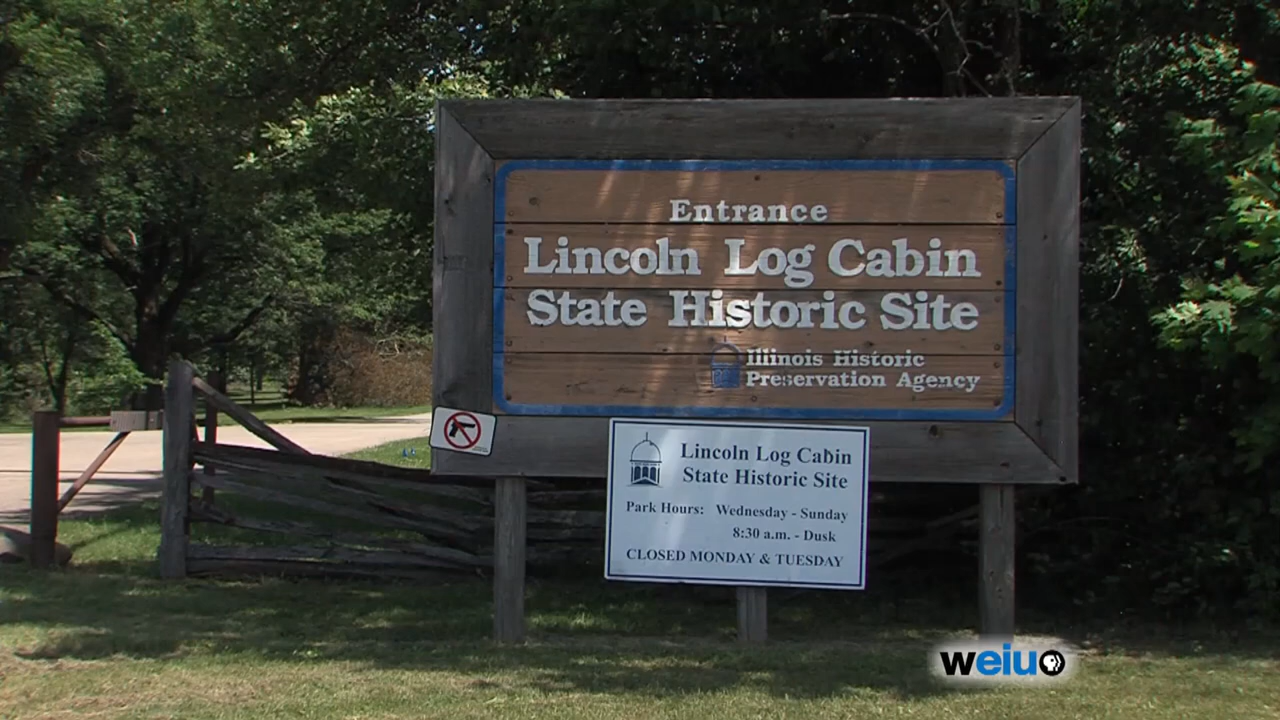 Entrance
Lincoln Log Cabin
State Historic Site
Illinois Historic
Preservation Agency
Lincoln Log Cabin
State Historic Site
Park Hours: Wednesday - Sunday
8:30 a.m. - Dusk
CLOSED MONDAY & TUESDAY
weiu